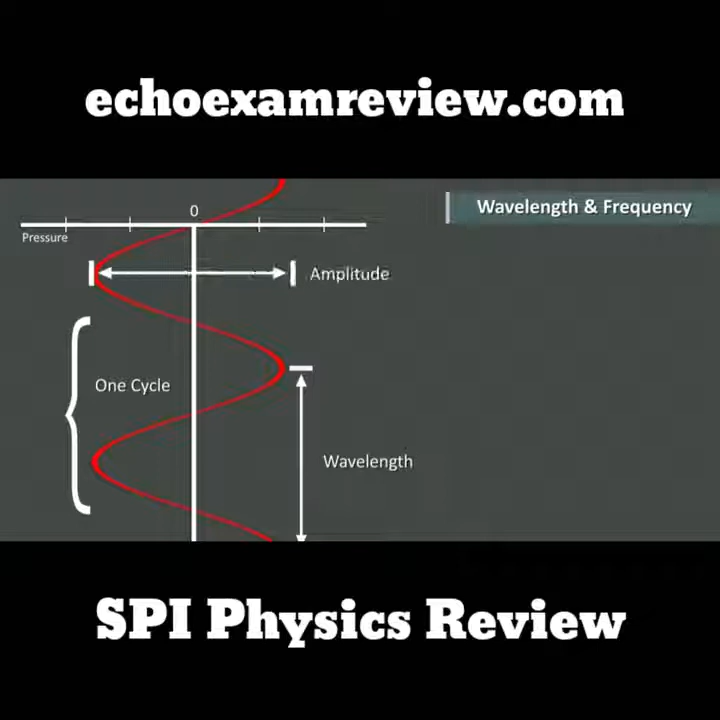 echoexamreview.com
Wavelength & Frequency
0
Pressure
Amplitude
One Cycle
Wavelength
SPI Physics Review